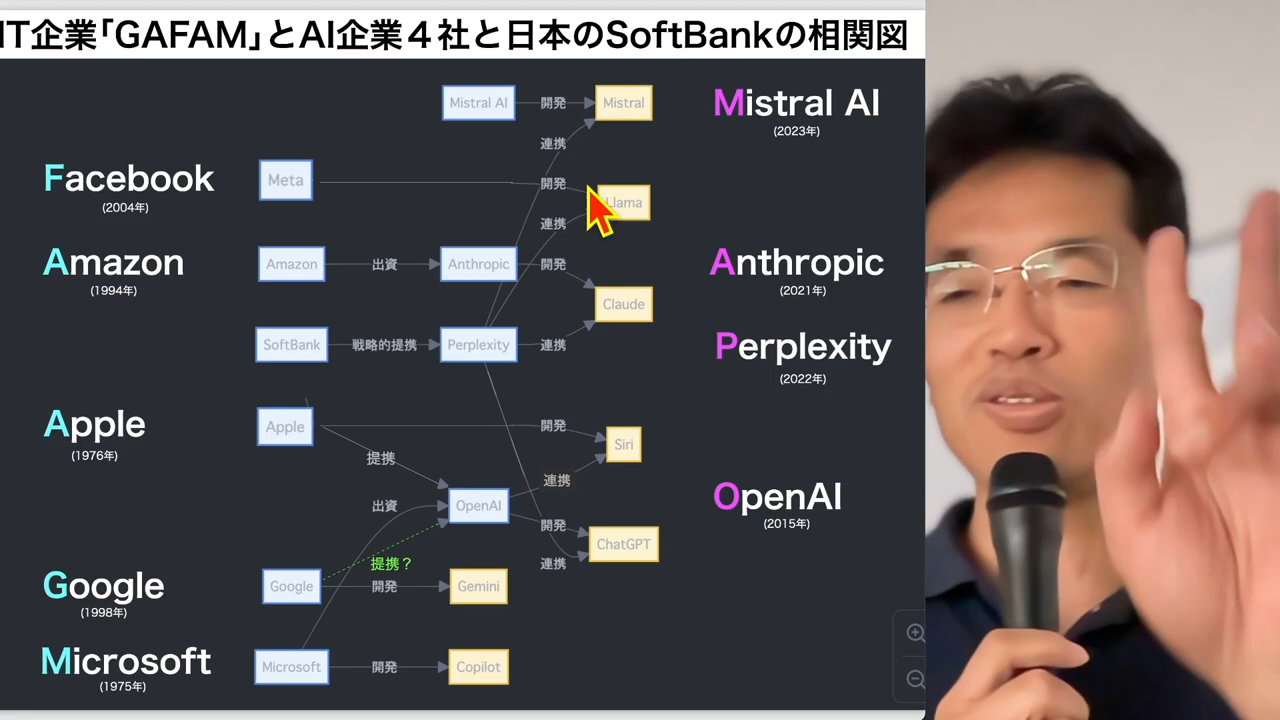 IT企業「GAFAM」とAI企業４社と日本のSoftBankの相関図
Mistral AI
開発
Mistral
Mistral AI
(2023年)
連携
Facebook
(2004年)
Meta
開発
Llama
連携
Amazon
(1994年)
Amazon
出資
Anthropic
開発
Claude
Anthropic
(2021年)
SoftBank
戦略的提携
Perplexity
連携
Perplexity
(2022年)
Apple
(1976年)
Apple
開発
Siri
提携
連携
出資
OpenAI
OpenAI
(2015年)
開発
ChatGPT
連携
提携？
Google
(1998年)
Google
開発
Gemini
Microsoft
(1975年)
Microsoft
開発
Copilot